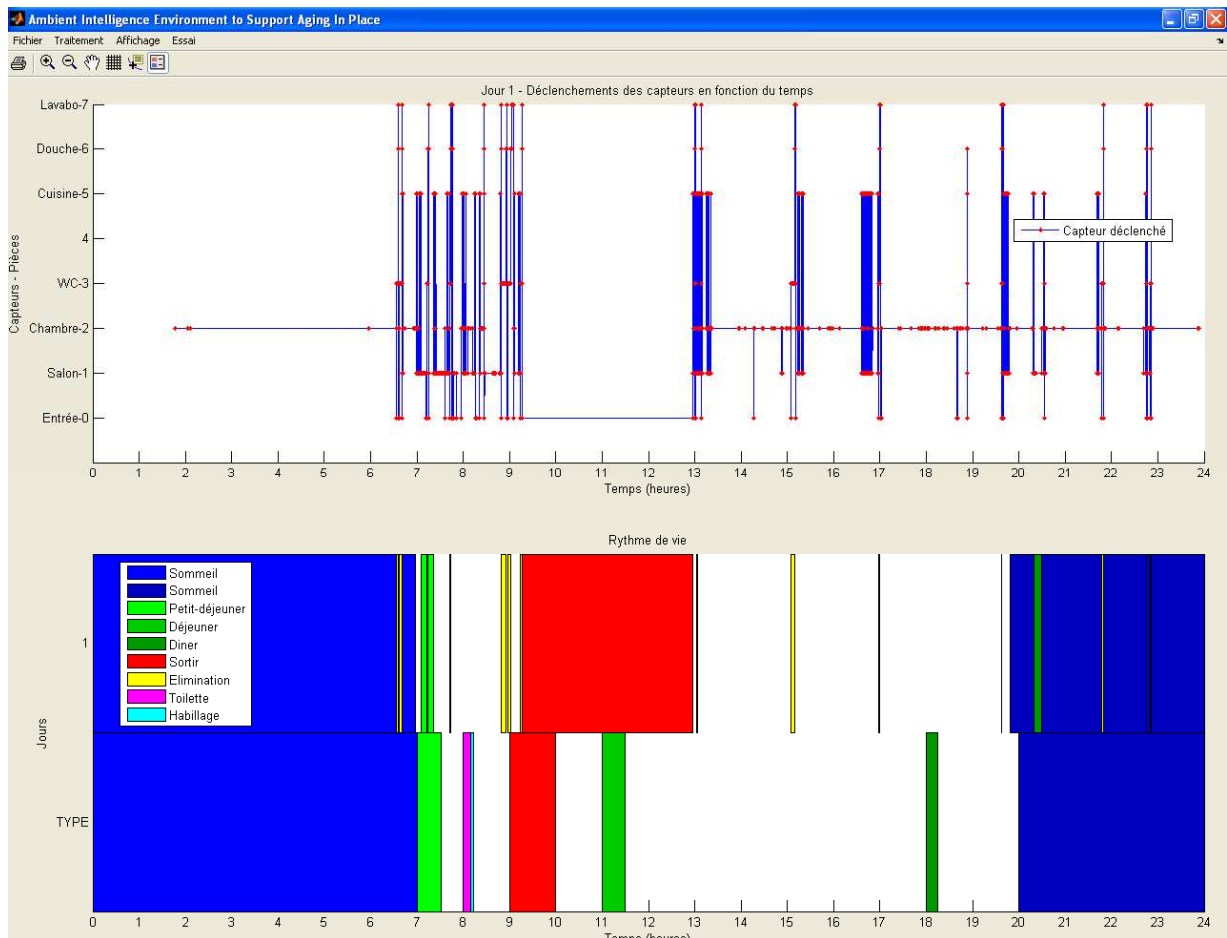 Ambient Intelligence Environment to Support Aging In Place
Fichier Traitement Affichage Essai
Jour 1 - Déclenchements des capteurs en fonction du temps
Capteurs - Pièces
Lavabo-7
Douche-6
Cuisine-5
4
WC-3
Chambre-2
Salon-1
Entrée-0
Capteur déclenché
0 1 2 3 4 5 6 7 8 9 10 11 12 13 14 15 16 17 18 19 20 21 22 23 24
Temps (heures)
Rythme de vie
Jours
1
TYPE
Sommeil
Sommeil
Petit-déjeuner
Déjeuner
Diner
Sortir
Elimination
Toilette
Habillage
0 1 2 3 4 5 6 7 8 9 10 11 12 13 14 15 16 17 18 19 20 21 22 23 24
Temps (heures)